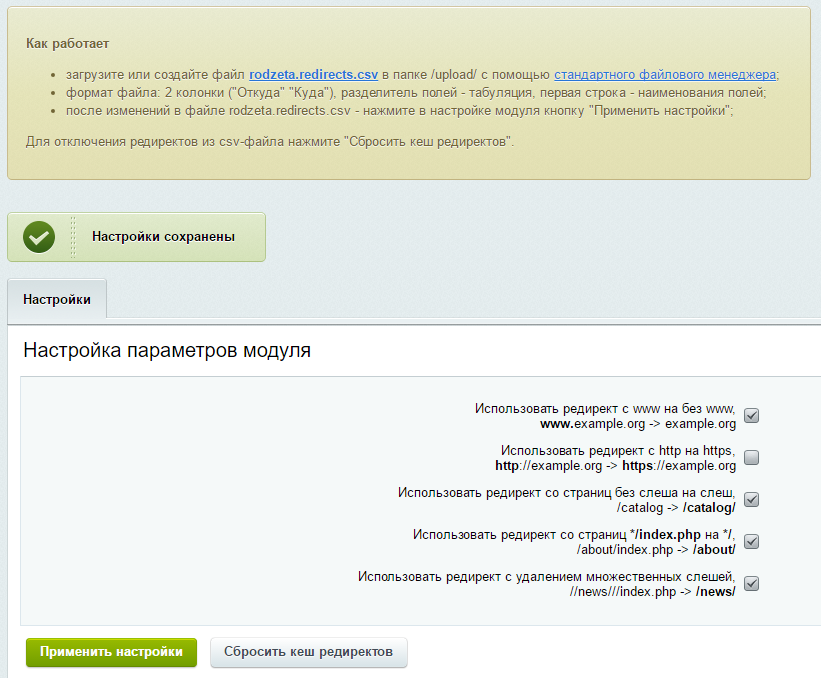 Как работает
загрузите или создайте файл rodzeta.redirects.csv в папке /upload/ с помощью стандартного файлового менеджера;
формат файла: 2 колонки ("Откуда" "Куда"), разделитель полей - табуляция, первая строка - наименования полей;
после изменений в файле rodzeta.redirects.csv - нажмите в настройке модуля кнопку "Применить настройки";
Для отключения редиректов из csv-файла нажмите "Сбросить кеш редиректов".
Настройки сохранены
Настройки
Настройка параметров модуля
Использовать редирект с www на без www,
www.example.org -> example.org
Использовать редирект с http на https,
http://example.org -> https://example.org
Использовать редирект со страниц без слеша на слеш,
/catalog -> /catalog/
Использовать редирект со страниц */index.php на */,
/about/index.php -> /about/
Использовать редирект с удалением множественных слешей,
//news///index.php -> /news/
Применить настройки
Сбросить кеш редиректов